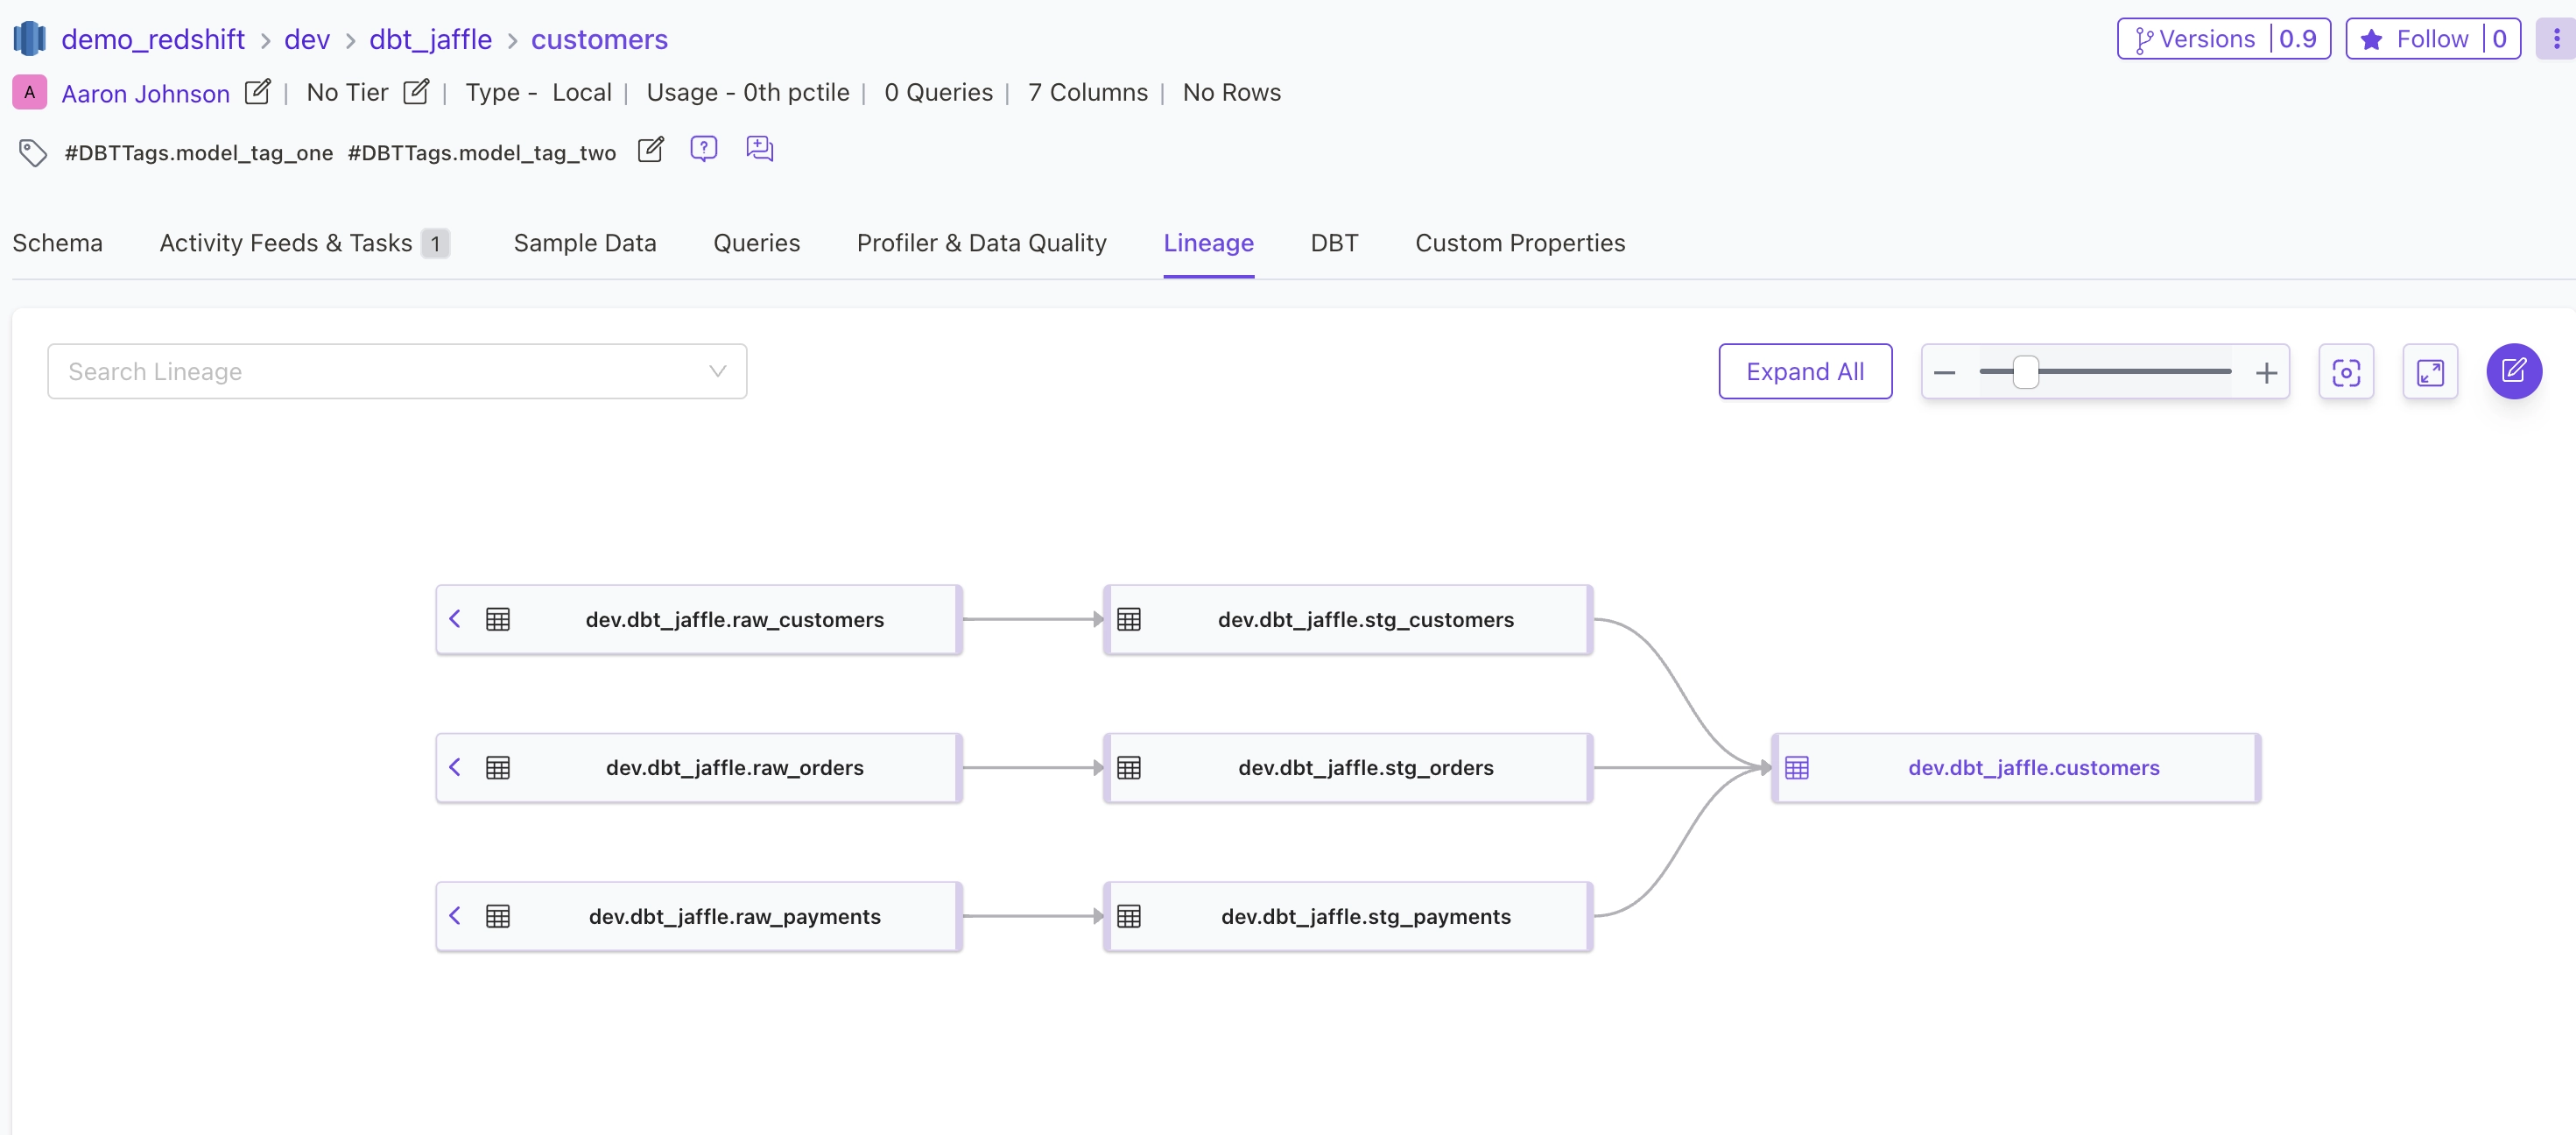 demo_redshift > dev > dbt_jaffle > customers
Versions | 0.9
Follow | 0
A Aaron Johnson | No Tier | Type - Local | Usage - 0th pctile | 0 Queries | 7 Columns | No Rows
#DBTTags.model_tag_one #DBTTags.model_tag_two
Schema Activity Feeds & Tasks 1 Sample Data Queries Profiler & Data Quality Lineage DBT Custom Properties
Search Lineage
Expand All
dev.dbt_jaffle.raw_customers
dev.dbt_jaffle.stg_customers
dev.dbt_jaffle.raw_orders
dev.dbt_jaffle.stg_orders
dev.dbt_jaffle.customers
dev.dbt_jaffle.raw_payments
dev.dbt_jaffle.stg_payments